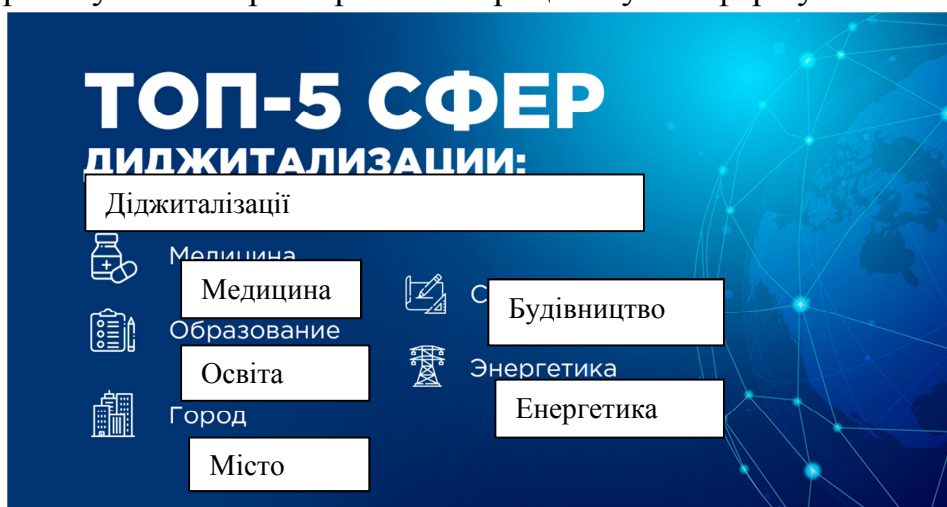 ТОП-5 СФЕР
ДИДЖИТАЛИЗАЦИИ:
Діджиталізації
Медицина
Медицина
Будівництво
Образование
Освіта
Энергетика
Енергетика
Город
Місто